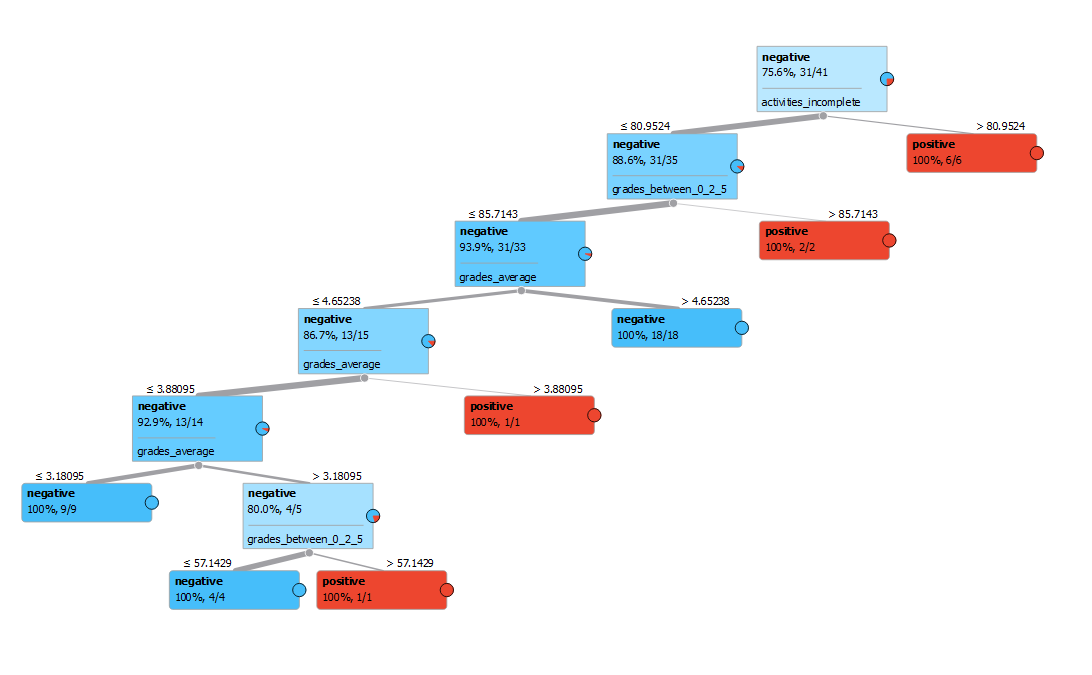 negative
75.6%, 31/41
activities_incomplete
≤ 80.9524
> 80.9524
negative
88.6%, 31/35
grades_between_0_2_5
positive
100%, 6/6
≤ 85.7143
> 85.7143
negative
93.9%, 31/33
grades_average
positive
100%, 2/2
≤ 4.65238
> 4.65238
negative
86.7%, 13/15
grades_average
negative
100%, 18/18
≤ 3.88095
> 3.88095
negative
92.9%, 13/14
grades_average
positive
100%, 1/1
≤ 3.18095
> 3.18095
negative
100%, 9/9
negative
80.0%, 4/5
grades_between_0_2_5
≤ 57.1429
> 57.1429
negative
100%, 4/4
positive
100%, 1/1